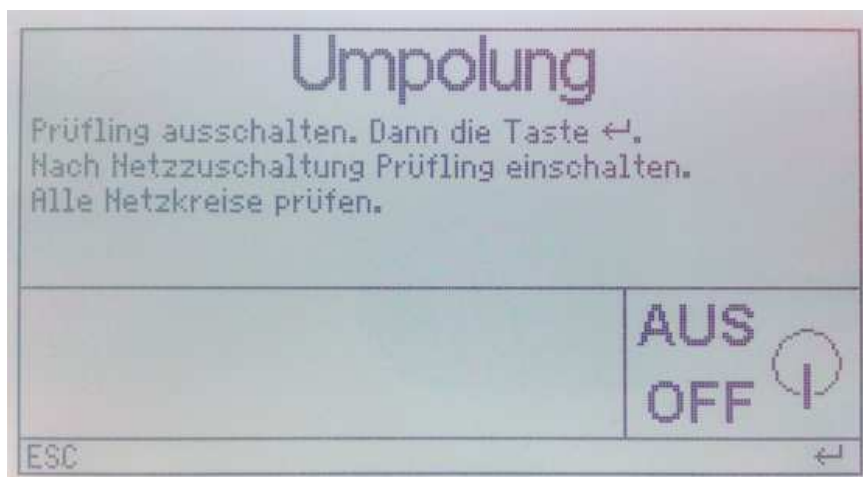 Umpolung
Prüfling ausschalten. Dann die Taste ↵.
Nach Netzzuschaltung Prüfling einschalten.
Alle Netzkreise prüfen.
AUS
OFF
ESC ↵